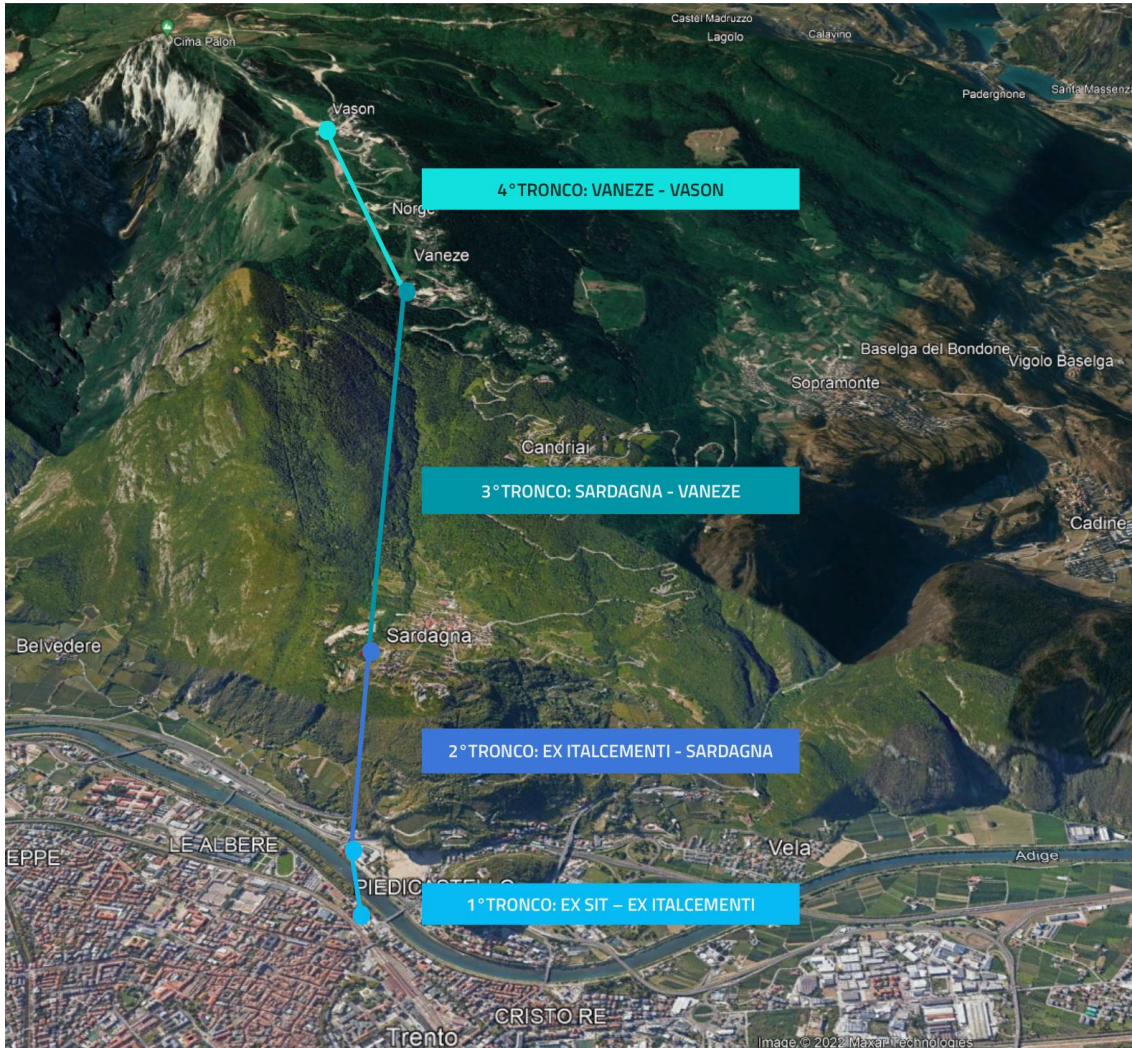 Castel Madruzzo
Lagolo
Calavino
Cima Palon
Padergnone
Santa Massenza
Vason
4°TRONCO: VANEZE - VASON
Norge
Vaneze
Baselga del Bondone
Vigolo Baselga
Sopramonte
Candriai
3°TRONCO: SARDAGNA - VANEZE
Cadine
Sardagna
Belvedere
2°TRONCO: EX ITALCEMENTI - SARDAGNA
LE ALBERE
EPPE
Vela
Adige
PIEDICASTELLO
1°TRONCO: EX SIT – EX ITALCEMENTI
CRISTO RE
Trento
Image © 2022 Maxar Technologies